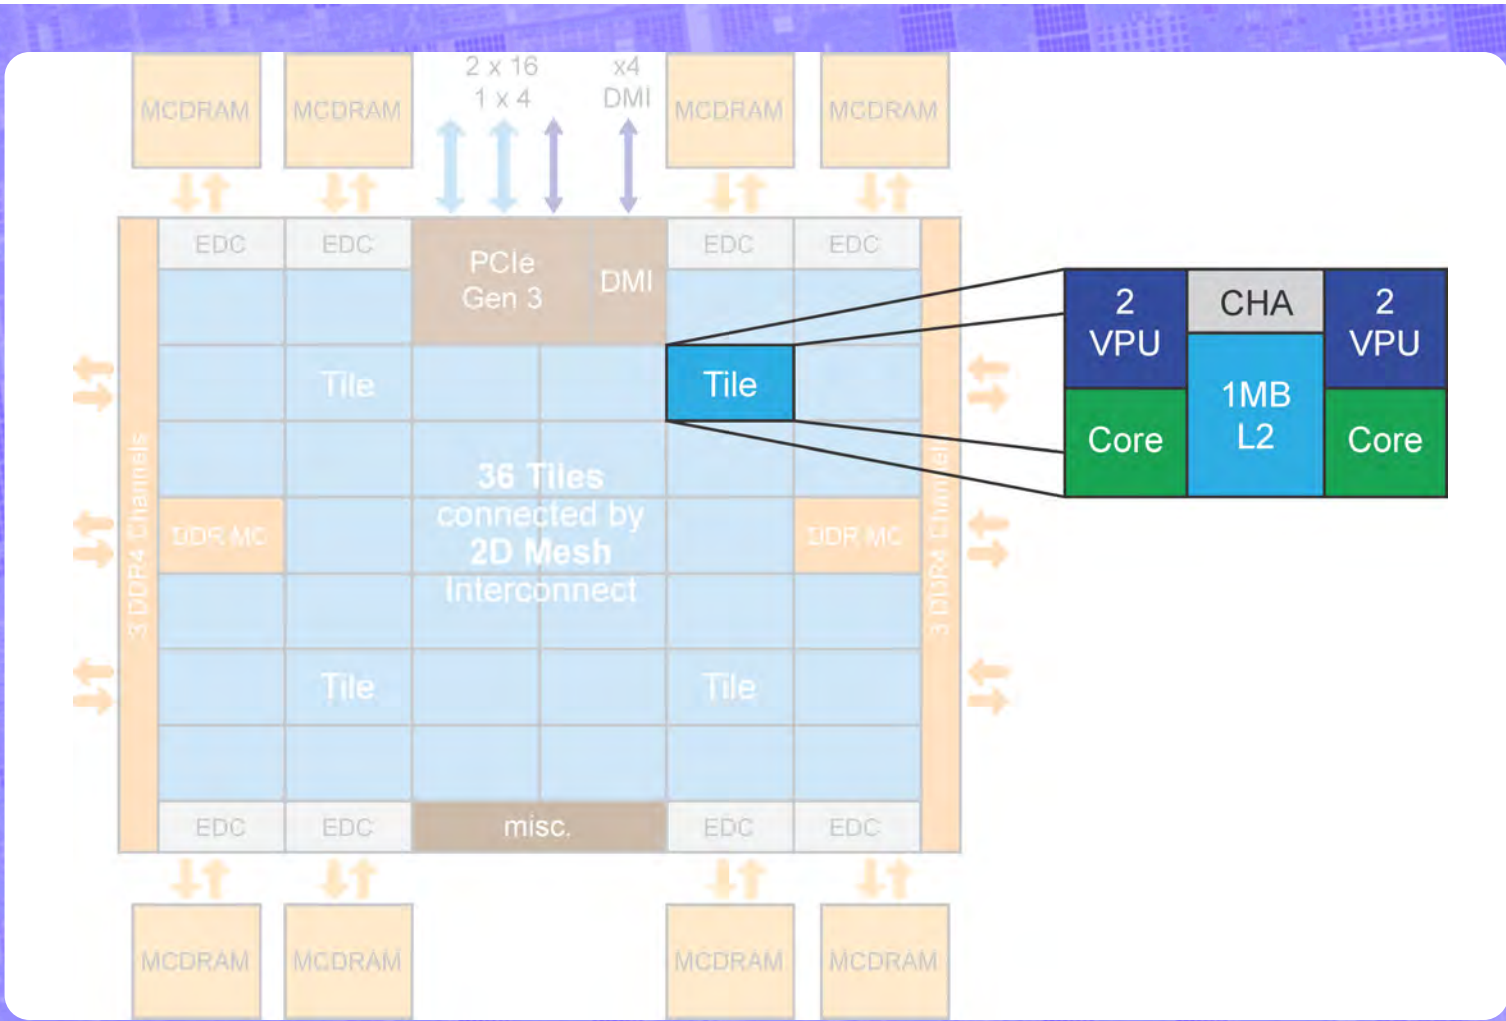 2 x 16
1 x 4
x4
DMI
MCDRAM
MCDRAM
MCDRAM
MCDRAM
EDC
EDC
PCIe
Gen 3
DMI
EDC
EDC
2
VPU
CHA
2
VPU
Tile
Tile
1MB
L2
Core
Core
3 DDR4 Channels
36 Tiles
connected by
2D Mesh
Interconnect
DDR MC
DDR MC
3 DDR4 Channels
Tile
Tile
EDC
EDC
misc.
EDC
EDC
MCDRAM
MCDRAM
MCDRAM
MCDRAM